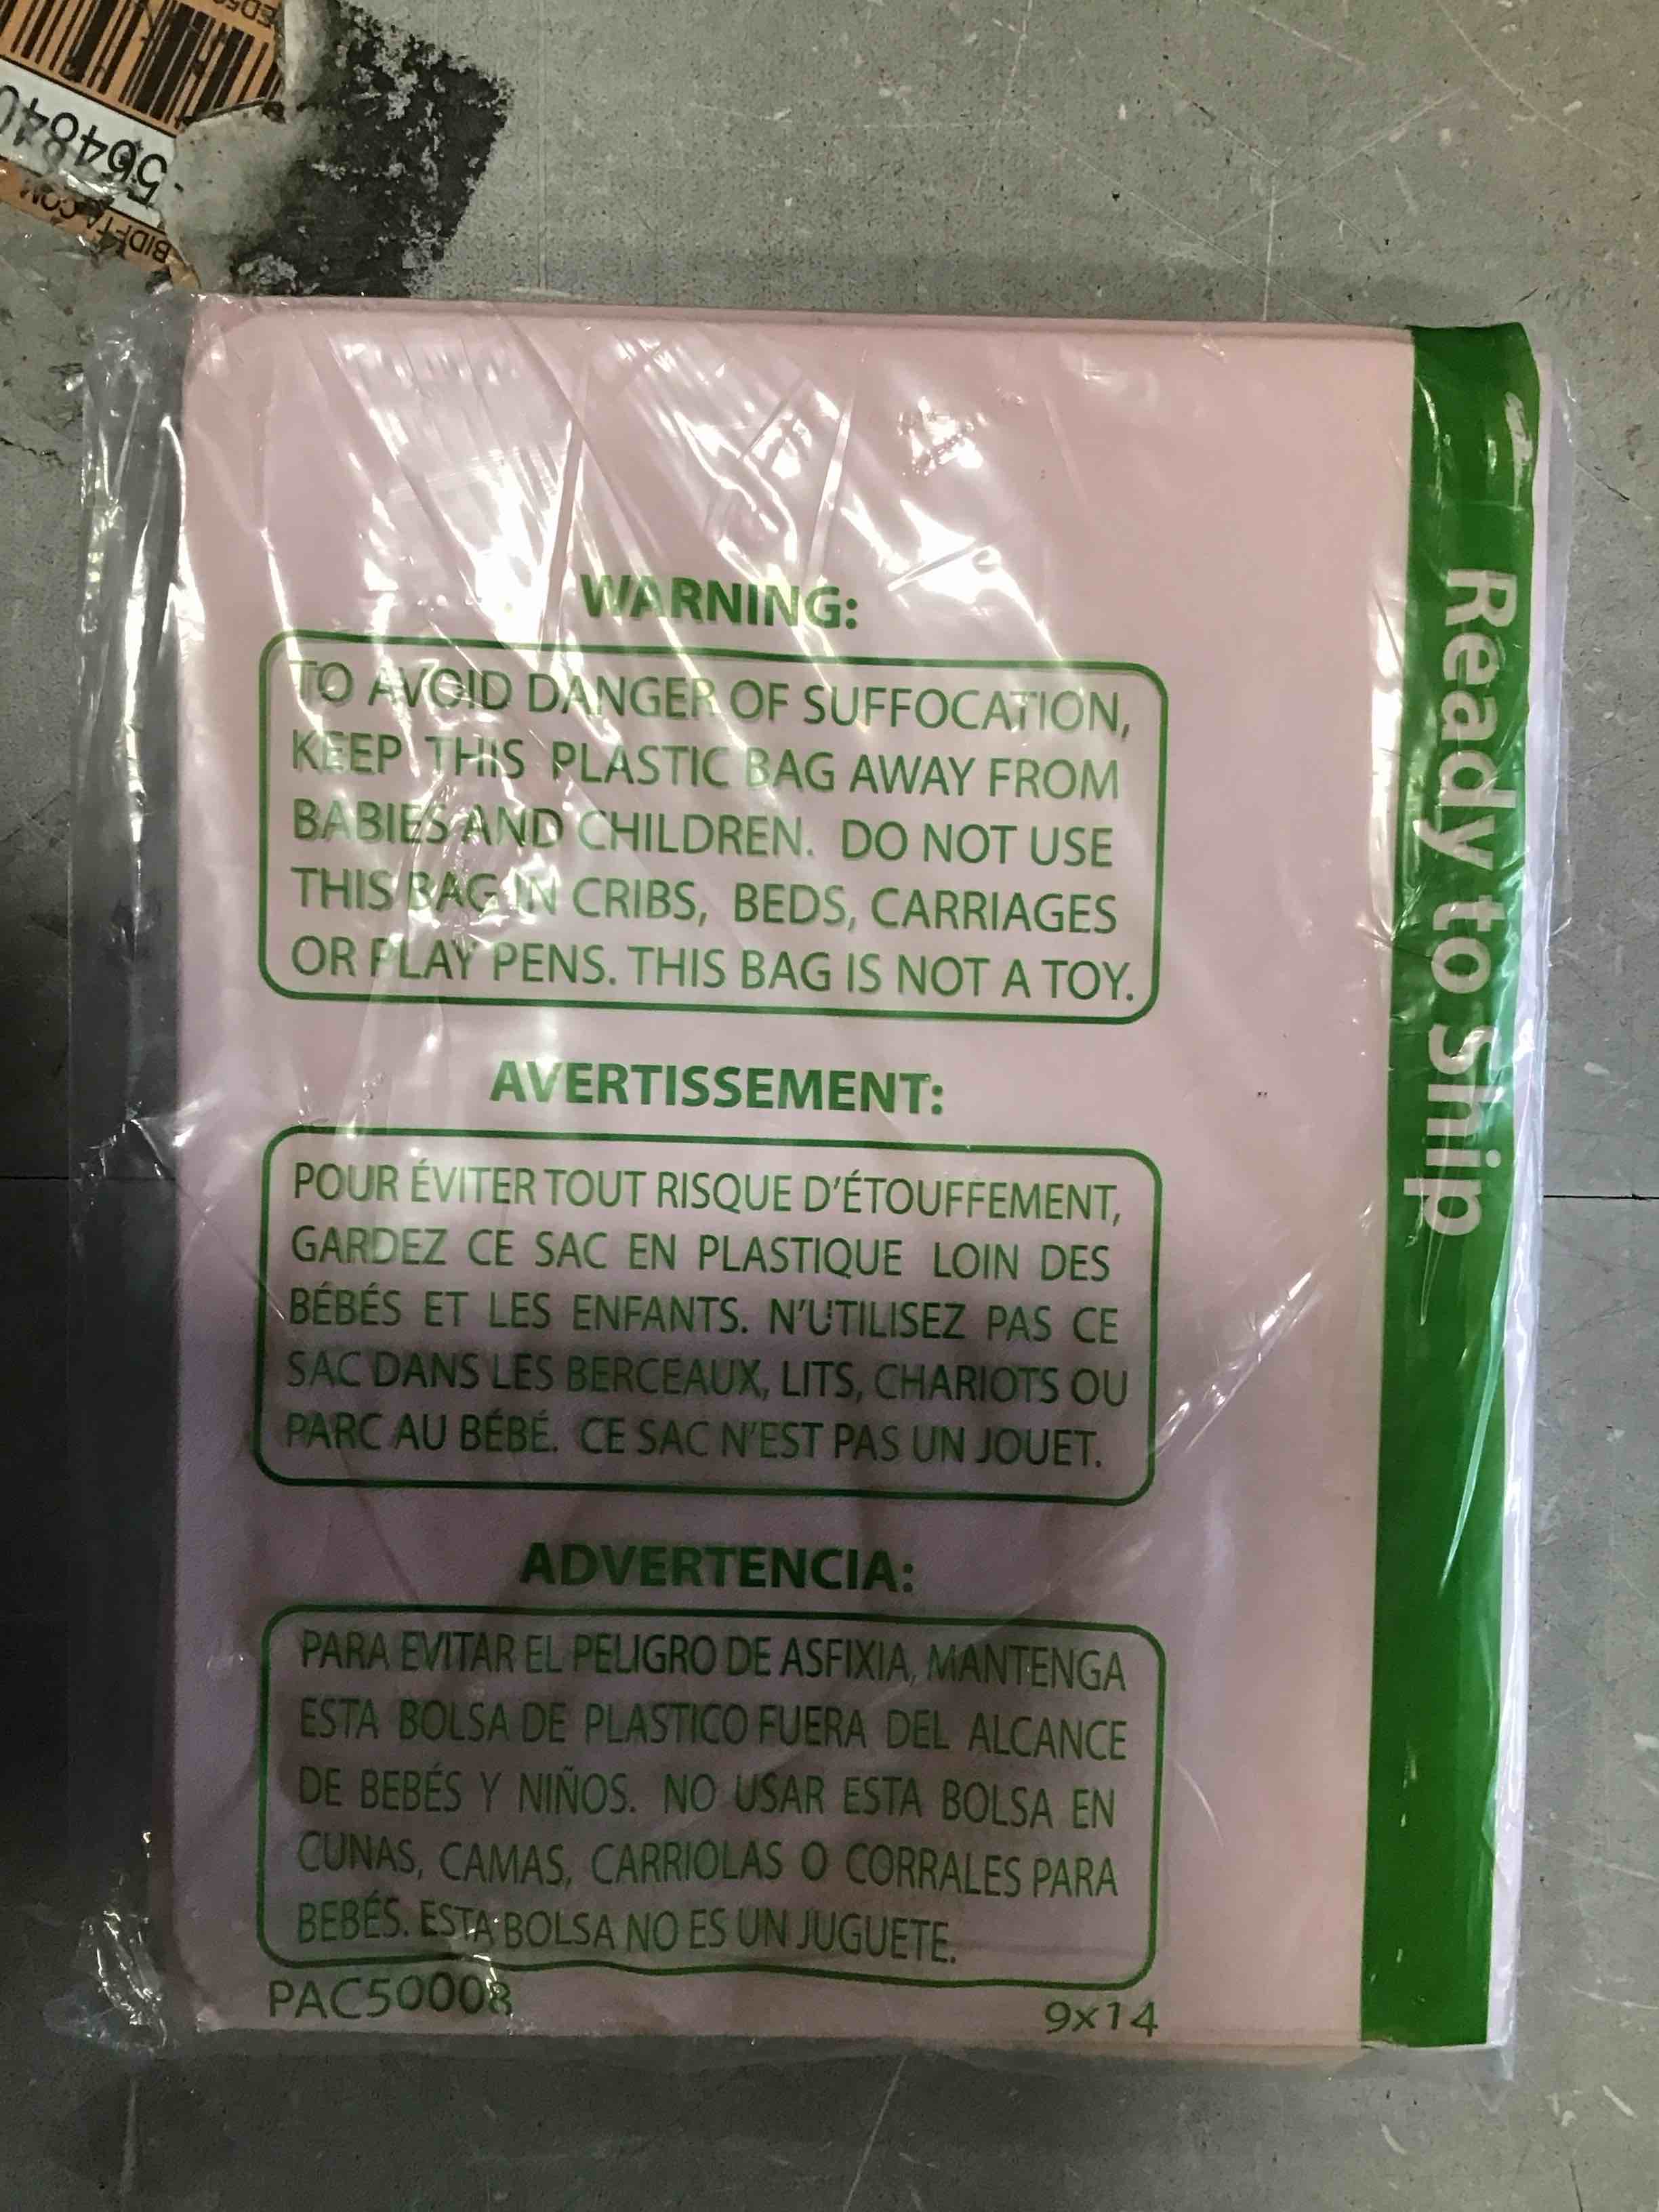 564840
BIDFTA.COM
WARNING:
TO AVOID DANGER OF SUFFOCATION,
KEEP THIS PLASTIC BAG AWAY FROM
BABIES AND CHILDREN. DO NOT USE
THIS BAG IN CRIBS, BEDS, CARRIAGES
OR PLAY PENS. THIS BAG IS NOT A TOY.
AVERTISSEMENT:
POUR ÉVITER TOUT RISQUE D'ÉTOUFFEMENT,
GARDEZ CE SAC EN PLASTIQUE LOIN DES
BÉBÉS ET LES ENFANTS. N'UTILISEZ PAS CE
SAC DANS LES BERCEAUX, LITS, CHARIOTS OU
PARC AU BÉBÉ. CE SAC N'EST PAS UN JOUET.
ADVERTENCIA:
PARA EVITAR EL PELIGRO DE ASFIXIA, MANTENGA
ESTA BOLSA DE PLASTICO FUERA DEL ALCANCE
DE BEBÉS Y NIÑOS. NO USAR ESTA BOLSA EN
CUNAS, CAMAS, CARRIOLAS O CORRALES PARA
BEBÉS. ESTA BOLSA NO ES UN JUGUETE.
PAC50008
9x14
Ready to Ship